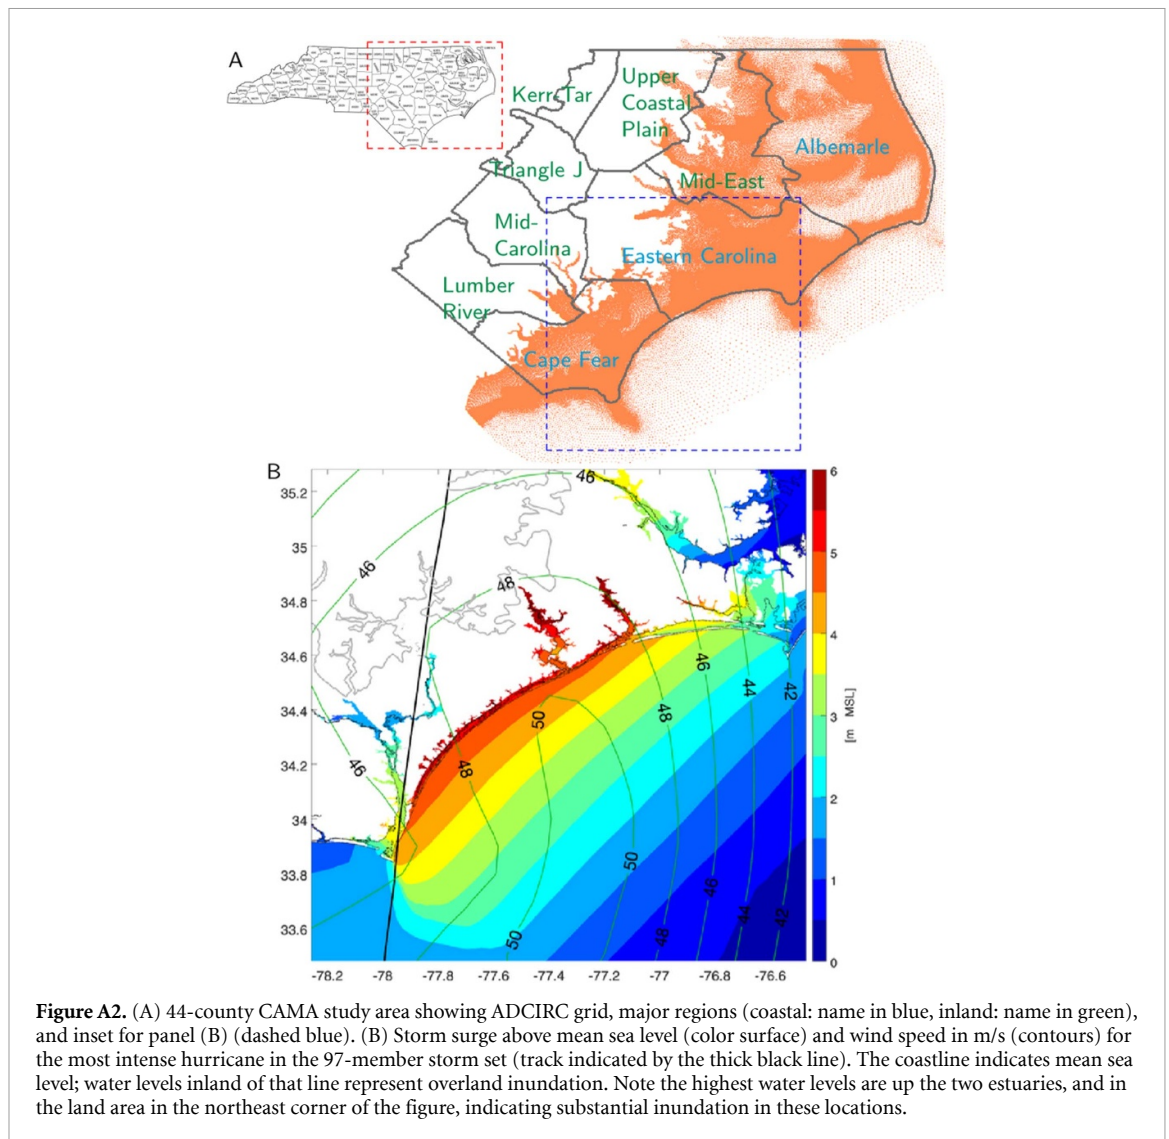 A
Kerr-Tar
Upper
Coastal
Plain
Albemarle
Triangle J
Mid-East
Mid-
Carolina
Eastern Carolina
Lumber
River
Cape Fear
B
46
6
35.2
35
5
46
48
34.8
4
34.6
46
44
42
50
48
3
[m MSL]
34.4
46
48
34.2
2
34
50
33.8
46
1
44
42
33.6
50
48
0
-78.2 -78 -77.8 -77.6 -77.4 -77.2 -77 -76.8 -76.6
Figure A2. (A) 44-county CAMA study area showing ADCIRC grid, major regions (coastal: name in blue, inland: name in green),
and inset for panel (B) (dashed blue). (B) Storm surge above mean sea level (color surface) and wind speed in m/s (contours) for
the most intense hurricane in the 97-member storm set (track indicated by the thick black line). The coastline indicates mean sea
level; water levels inland of that line represent overland inundation. Note the highest water levels are up the two estuaries, and in
the land area in the northeast corner of the figure, indicating substantial inundation in these locations.